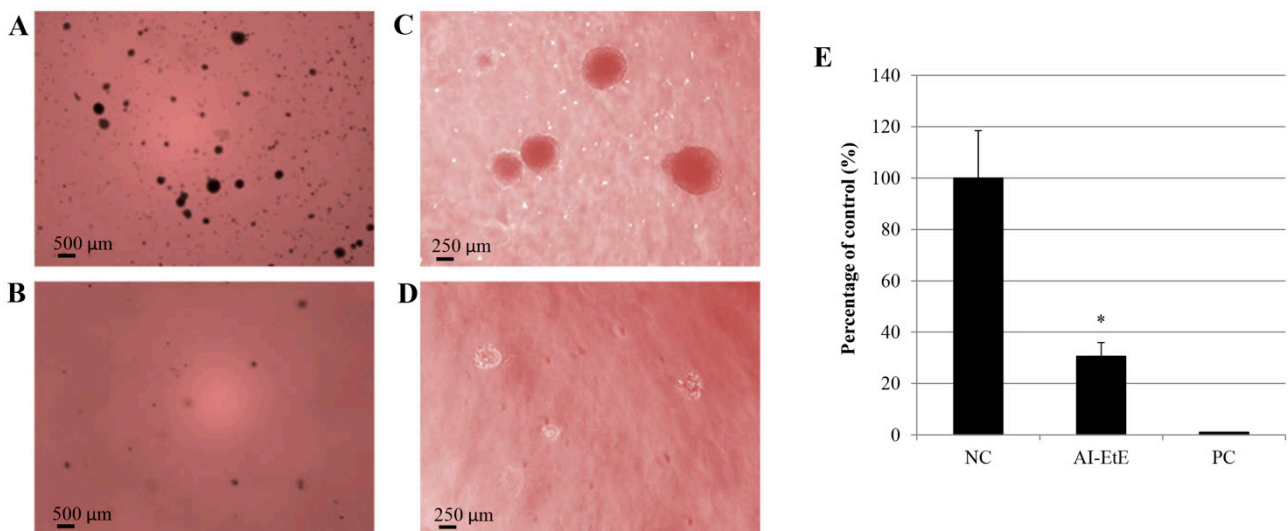 A
500 µm
B
500 µm
C
250 µm
D
250 µm
E
Percentage of control (%)
140
120
100
80
60
40
20
0
*
NC
AI-EtE
PC